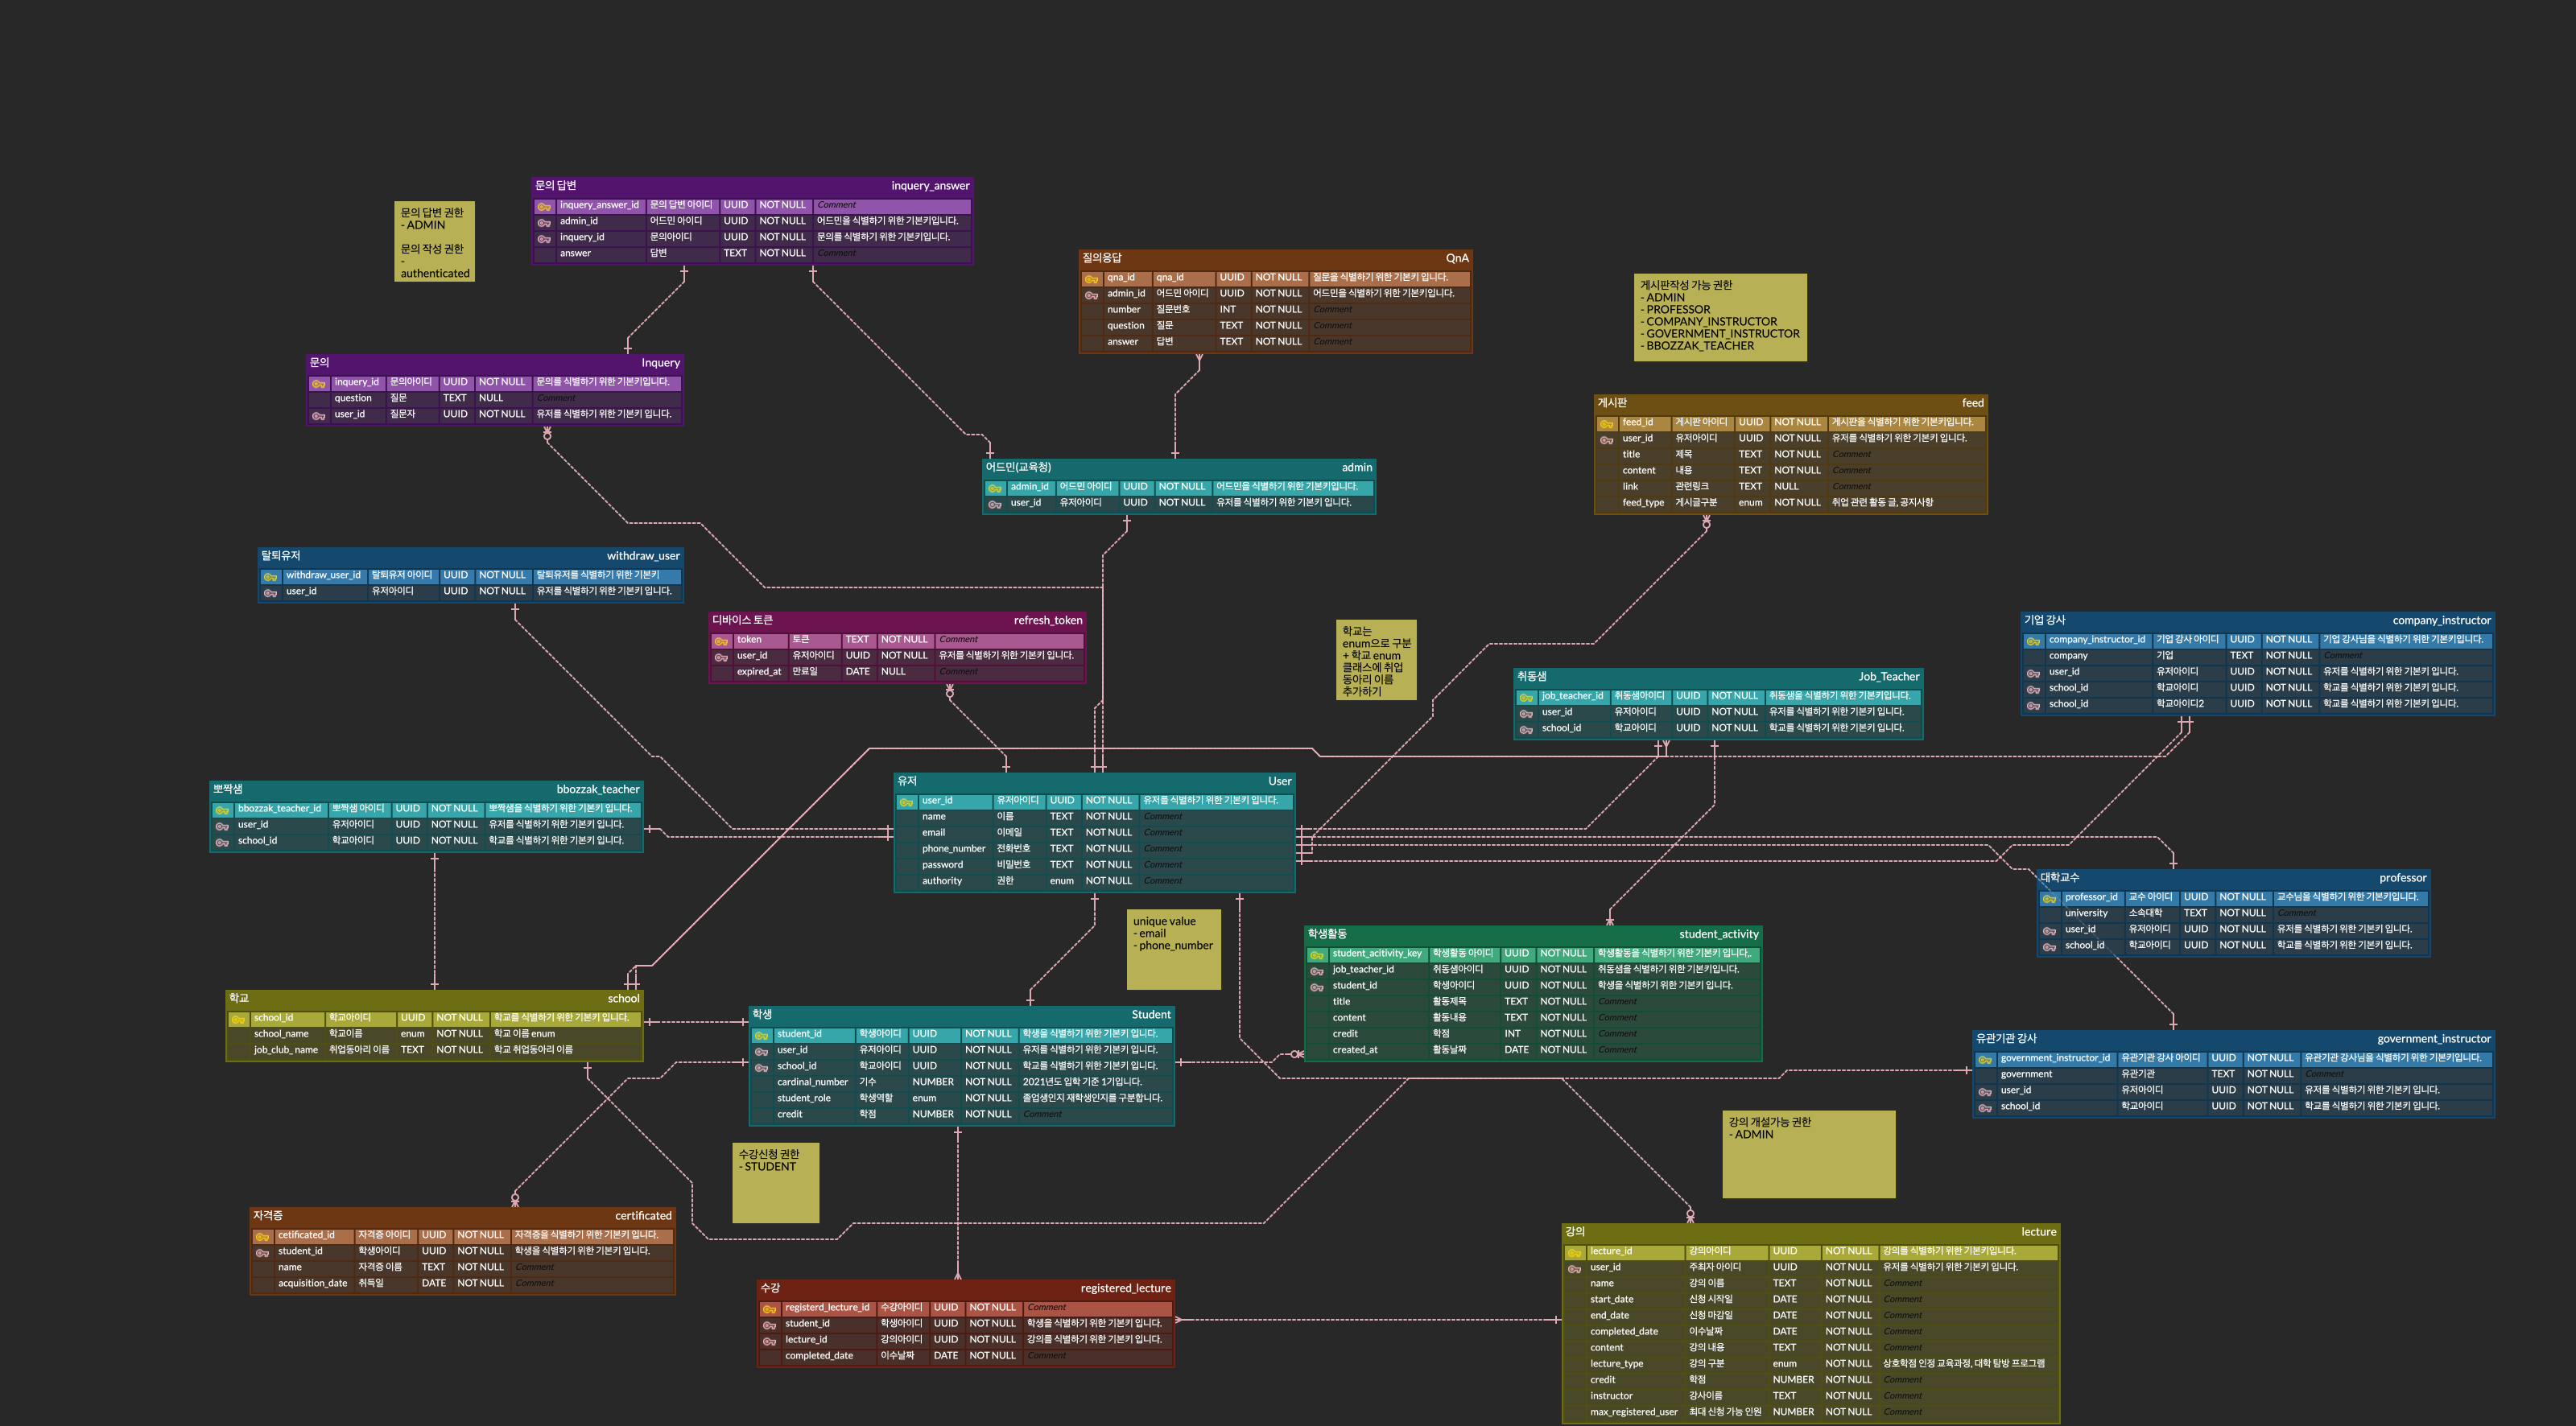 문의 답변 inquery_answer
inquery_answer_id 문의 답변 아이디 UUID NOT NULL Comment
admin_id 어드민 아이디 UUID NOT NULL 어드민을 식별하기 위한 기본키입니다.
inquery_id 문의아이디 UUID NOT NULL 문의를 식별하기 위한 기본키입니다.
answer 답변 TEXT NOT NULL Comment
문의 답변 권한
- ADMIN
문의 작성 권한
-
authenticated
질의응답 QnA
qna_id qna_id UUID NOT NULL 질문을 식별하기 위한 기본키 입니다.
admin_id 어드민 아이디 UUID NOT NULL 어드민을 식별하기 위한 기본키입니다.
number 질문번호 INT NOT NULL Comment
question 질문 TEXT NOT NULL Comment
answer 답변 TEXT NOT NULL Comment
게시판작성 가능 권한
- ADMIN
- PROFESSOR
- COMPANY_INSTRUCTOR
- GOVERNMENT_INSTRUCTOR
- BBOZZAK_TEACHER
문의 Inquery
inquery_id 문의아이디 UUID NOT NULL 문의를 식별하기 위한 기본키입니다.
question 질문 TEXT NULL Comment
user_id 질문자 UUID NOT NULL 유저를 식별하기 위한 기본키 입니다.
게시판 feed
feed_id 게시판 아이디 UUID NOT NULL 게시판을 식별하기 위한 기본키입니다.
user_id 유저아이디 UUID NOT NULL 유저를 식별하기 위한 기본키 입니다.
title 제목 TEXT NOT NULL Comment
content 내용 TEXT NOT NULL Comment
link 관련링크 TEXT NULL Comment
feed_type 게시글구분 enum NOT NULL 취업 관련 활동 글, 공지사항
어드민(교육청) admin
admin_id 어드민 아이디 UUID NOT NULL 어드민을 식별하기 위한 기본키입니다.
user_id 유저아이디 UUID NOT NULL 유저를 식별하기 위한 기본키 입니다.
탈퇴유저 withdraw_user
withdraw_user_id 탈퇴유저 아이디 UUID NOT NULL 탈퇴유저를 식별하기 위한 기본키
user_id 유저아이디 UUID NOT NULL 유저를 식별하기 위한 기본키 입니다.
디바이스 토큰 refresh_token
token 토큰 TEXT NOT NULL Comment
user_id 유저아이디 UUID NOT NULL 유저를 식별하기 위한 기본키 입니다.
expired_at 만료일 DATE NULL Comment
학교는
enum으로 구분
+ 학교 enum
클래스에 취업
동아리 이름
추가하기
기업 강사 company_instructor
company_instructor_id 기업 강사 아이디 UUID NOT NULL 기업 강사님을 식별하기 위한 기본키입니다.
company 기업 TEXT NOT NULL Comment
user_id 유저아이디 UUID NOT NULL 유저를 식별하기 위한 기본키 입니다.
school_id 학교아이디 UUID NOT NULL 학교를 식별하기 위한 기본키 입니다.
school_id 학교아이디2 UUID NOT NULL 학교를 식별하기 위한 기본키 입니다.
취동샘 Job_Teacher
job_teacher_id 취동샘아이디 UUID NOT NULL 취동샘을 식별하기 위한 기본키입니다.
user_id 유저아이디 UUID NOT NULL 유저를 식별하기 위한 기본키 입니다.
school_id 학교아이디 UUID NOT NULL 학교를 식별하기 위한 기본키 입니다.
뽀짝샘 bbozzak_teacher
bbozzak_teacher_id 뽀짝샘 아이디 UUID NOT NULL 뽀짝샘을 식별하기 위한 기본키 입니다.
user_id 유저아이디 UUID NOT NULL 유저를 식별하기 위한 기본키 입니다.
school_id 학교아이디 UUID NOT NULL 학교를 식별하기 위한 기본키 입니다.
유저 User
user_id 유저아이디 UUID NOT NULL 유저를 식별하기 위한 기본키 입니다.
name 이름 TEXT NOT NULL Comment
email 이메일 TEXT NOT NULL Comment
phone_number 전화번호 TEXT NOT NULL Comment
password 비밀번호 TEXT NOT NULL Comment
authority 권한 enum NOT NULL Comment
대학교수 professor
professor_id 교수 아이디 UUID NOT NULL 교수님을 식별하기 위한 기본키입니다.
university 소속대학 TEXT NOT NULL Comment
user_id 유저아이디 UUID NOT NULL 유저를 식별하기 위한 기본키 입니다.
school_id 학교아이디 UUID NOT NULL 학교를 식별하기 위한 기본키 입니다.
unique value
- email
- phone_number
학생활동 student_activity
student_acitivity_key 학생활동 아이디 UUID NOT NULL 학생활동을 식별하기 위한 기본키 입니다,.
job_teacher_id 취동샘아이디 UUID NOT NULL 취동샘을 식별하기 위한 기본키입니다.
student_id 학생아이디 UUID NOT NULL 학생을 식별하기 위한 기본키 입니다.
title 활동제목 TEXT NOT NULL Comment
content 활동내용 TEXT NOT NULL Comment
credit 학점 INT NOT NULL Comment
created_at 활동날짜 DATE NOT NULL Comment
학교 school
school_id 학교아이디 UUID NOT NULL 학교를 식별하기 위한 기본키 입니다.
school_name 학교이름 enum NOT NULL 학교 이름 enum
job_club_ name 취업동아리 이름 TEXT NOT NULL 학교 취업동아리 이름
학생 Student
student_id 학생아이디 UUID NOT NULL 학생을 식별하기 위한 기본키 입니다.
user_id 유저아이디 UUID NOT NULL 유저를 식별하기 위한 기본키 입니다.
school_id 학교아이디 UUID NOT NULL 학교를 식별하기 위한 기본키 입니다.
cardinal_number 기수 NUMBER NOT NULL 2021년도 입학 기준 1기입니다.
student_role 학생역할 enum NOT NULL 졸업생인지 재학생인지를 구분합니다.
credit 학점 NUMBER NOT NULL Comment
유관기관 강사 government_instructor
government_instructor_id 유관기관 강사 아이디 UUID NOT NULL 유관기관 강사님을 식별하기 위한 기본키입니다.
government 유관기관 TEXT NOT NULL Comment
user_id 유저아이디 UUID NOT NULL 유저를 식별하기 위한 기본키 입니다.
school_id 학교아이디 UUID NOT NULL 학교를 식별하기 위한 기본키 입니다.
강의 개설가능 권한
- ADMIN
수강신청 권한
- STUDENT
자격증 certificated
cetificated_id 자격증 아이디 UUID NOT NULL 자격증을 식별하기 위한 기본키 입니다.
student_id 학생아이디 UUID NOT NULL 학생을 식별하기 위한 기본키 입니다.
name 자격증 이름 TEXT NOT NULL Comment
acquisition_date 취득일 DATE NOT NULL Comment
수강 registered_lecture
registerd_lecture_id 수강아이디 UUID NOT NULL Comment
student_id 학생아이디 UUID NOT NULL 학생을 식별하기 위한 기본키 입니다.
lecture_id 강의아이디 UUID NOT NULL 강의를 식별하기 위한 기본키 입니다.
completed_date 이수날짜 DATE NOT NULL Comment
강의 lecture
lecture_id 강의아이디 UUID NOT NULL 강의를 식별하기 위한 기본키입니다.
user_id 주최자 아이디 UUID NOT NULL 유저를 식별하기 위한 기본키 입니다.
name 강의 이름 TEXT NOT NULL Comment
start_date 신청 시작일 DATE NOT NULL Comment
end_date 신청 마감일 DATE NOT NULL Comment
completed_date 이수날짜 DATE NOT NULL Comment
content 강의 내용 TEXT NOT NULL Comment
lecture_type 강의 구분 enum NOT NULL 상호학점 인정 교육과정, 대학 탐방 프로그램
credit 학점 NUMBER NOT NULL Comment
instructor 강사이름 TEXT NOT NULL Comment
max_registered_user 최대 신청 가능 인원 NUMBER NOT NULL Comment